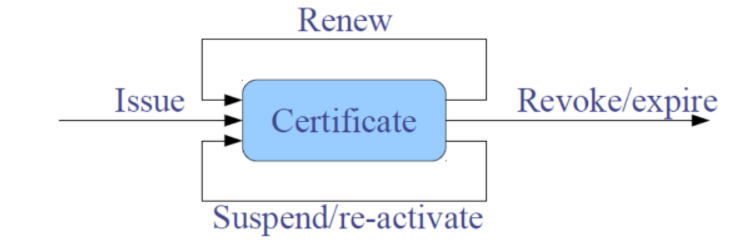 Renew
Issue
Revoke/expire
Certificate
Suspend/re-activate